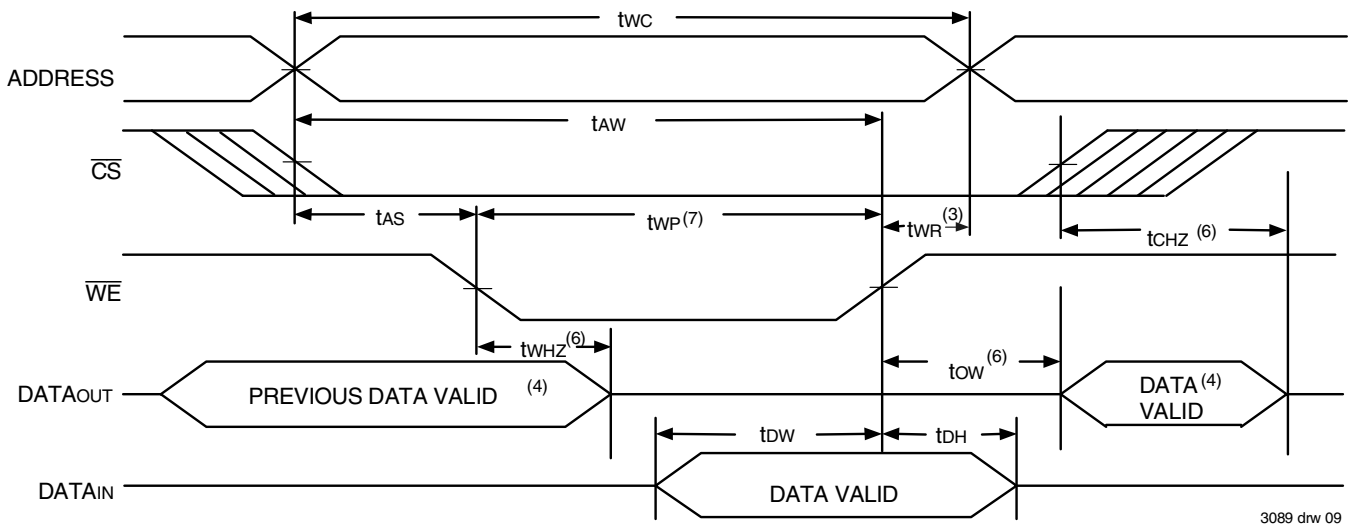 tWC
ADDRESS
tAW
CS
tAS
tWP(7)
tWR(3)
tCHZ (6)
WE
tWHZ(6)
tOW(6)
DATAOUT
PREVIOUS DATA VALID (4)
DATA(4)
VALID
tDW
tDH
DATAIN
DATA VALID
3089 drw 09